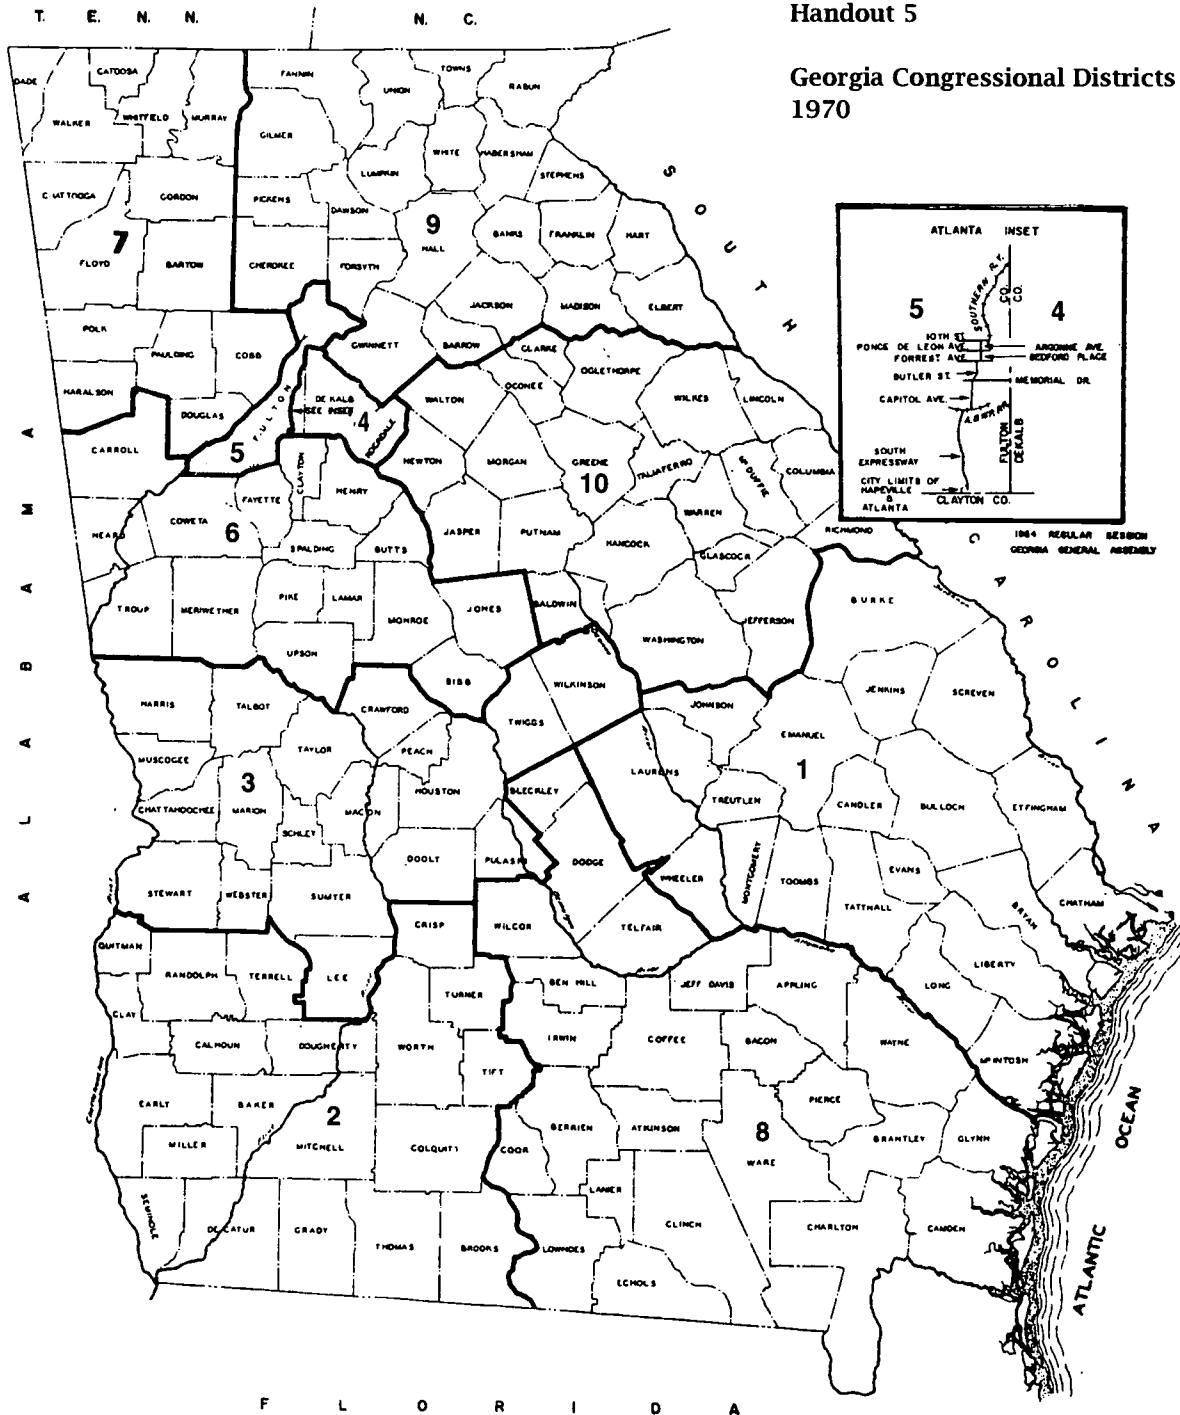 Handout 5
Georgia Congressional Districts
1970
T. E. N. N.
N. C.
SOUTH
CAROLINA
ALABAMA
FLORIDA
ATLANTIC
OCEAN
DADE
CATOOSA
WALKER
WHITFIELD
MURRAY
FANNIN
GILMER
UNION
TOWNS
RABUN
WHITE
HABERSHAM
LUMPKIN
STEPHENS
CHATTOOGA
GORDON
PICKENS
DAWSON
7
9
HALL
BANKS
FRANKLIN
HART
FLOYD
BARTOW
CHEROKEE
FORSYTH
JACKSON
MADISON
ELBERT
POLK
PAULDING
COBB
GWINNETT
BARROW
CLARKE
OCONEE
OGLETHORPE
HARALSON
DOUGLAS
FULTON
DE KALB
SEE INSET
4
ROCKDALE
WALTON
WILKES
LINCOLN
CARROLL
5
CLAYTON
NEWTON
MORGAN
GREENE
TALIAFERRO
McDUFFIE
COLUMBIA
10
FAYETTE
HENRY
COWETA
6
HEARD
SPALDING
BUTTS
JASPER
PUTNAM
HANCOCK
WARREN
GLASCOCK
RICHMOND
TROUP
MERIWETHER
PIKE
LAMAR
MONROE
JONES
BALDWIN
WASHINGTON
JEFFERSON
BURKE
UPSON
BIBB
WILKINSON
TWIGGS
JOHNSON
JENKINS
SCREVEN
HARRIS
TALBOT
CRAWFORD
TAYLOR
PEACH
EMANUEL
MUSCOGEE
3
MARION
CHATTAHOOCHEE
SCHLEY
MACON
HOUSTON
BLECKLEY
LAURENS
1
TREUTLEN
CANDLER
BULLOCH
EFFINGHAM
DOOLY
PULASKI
DODGE
WHEELER
MONTGOMERY
TOOMBS
EVANS
TATTNALL
BRYAN
CHATHAM
STEWART
WEBSTER
SUMTER
CRISP
WILCOX
TELFAIR
QUITMAN
RANDOLPH
TERRELL
LEE
TURNER
BEN HILL
JEFF DAVIS
APPLING
LONG
LIBERTY
CLAY
CALHOUN
DOUGHERTY
WORTH
IRWIN
COFFEE
BACON
WAYNE
McINTOSH
TIFT
EARLY
BAKER
2
MITCHELL
MILLER
COLQUITT
COOK
BERRIEN
ATKINSON
PIERCE
8
WARE
BRANTLEY
GLYNN
LANIER
SEMINOLE
DECATUR
GRADY
THOMAS
BROOKS
LOWNDES
CLINCH
ECHOLS
CHARLTON
CAMDEN
ATLANTA INSET
5
4
SOUTHERN R.Y.
CO.
CO.
10TH ST.
PONCE DE LEON AVE
ARGONNE AVE.
FORREST AVE
BEDFORD PLACE
BUTLER ST.
MEMORIAL DR.
CAPITOL AVE.
FULTON
DEKALB
SOUTH
EXPRESSWAY
CITY LIMITS OF
HAPEVILLE
&
ATLANTA
CLAYTON CO.
1964 REGULAR SESSION
GEORGIA GENERAL ASSEMBLY